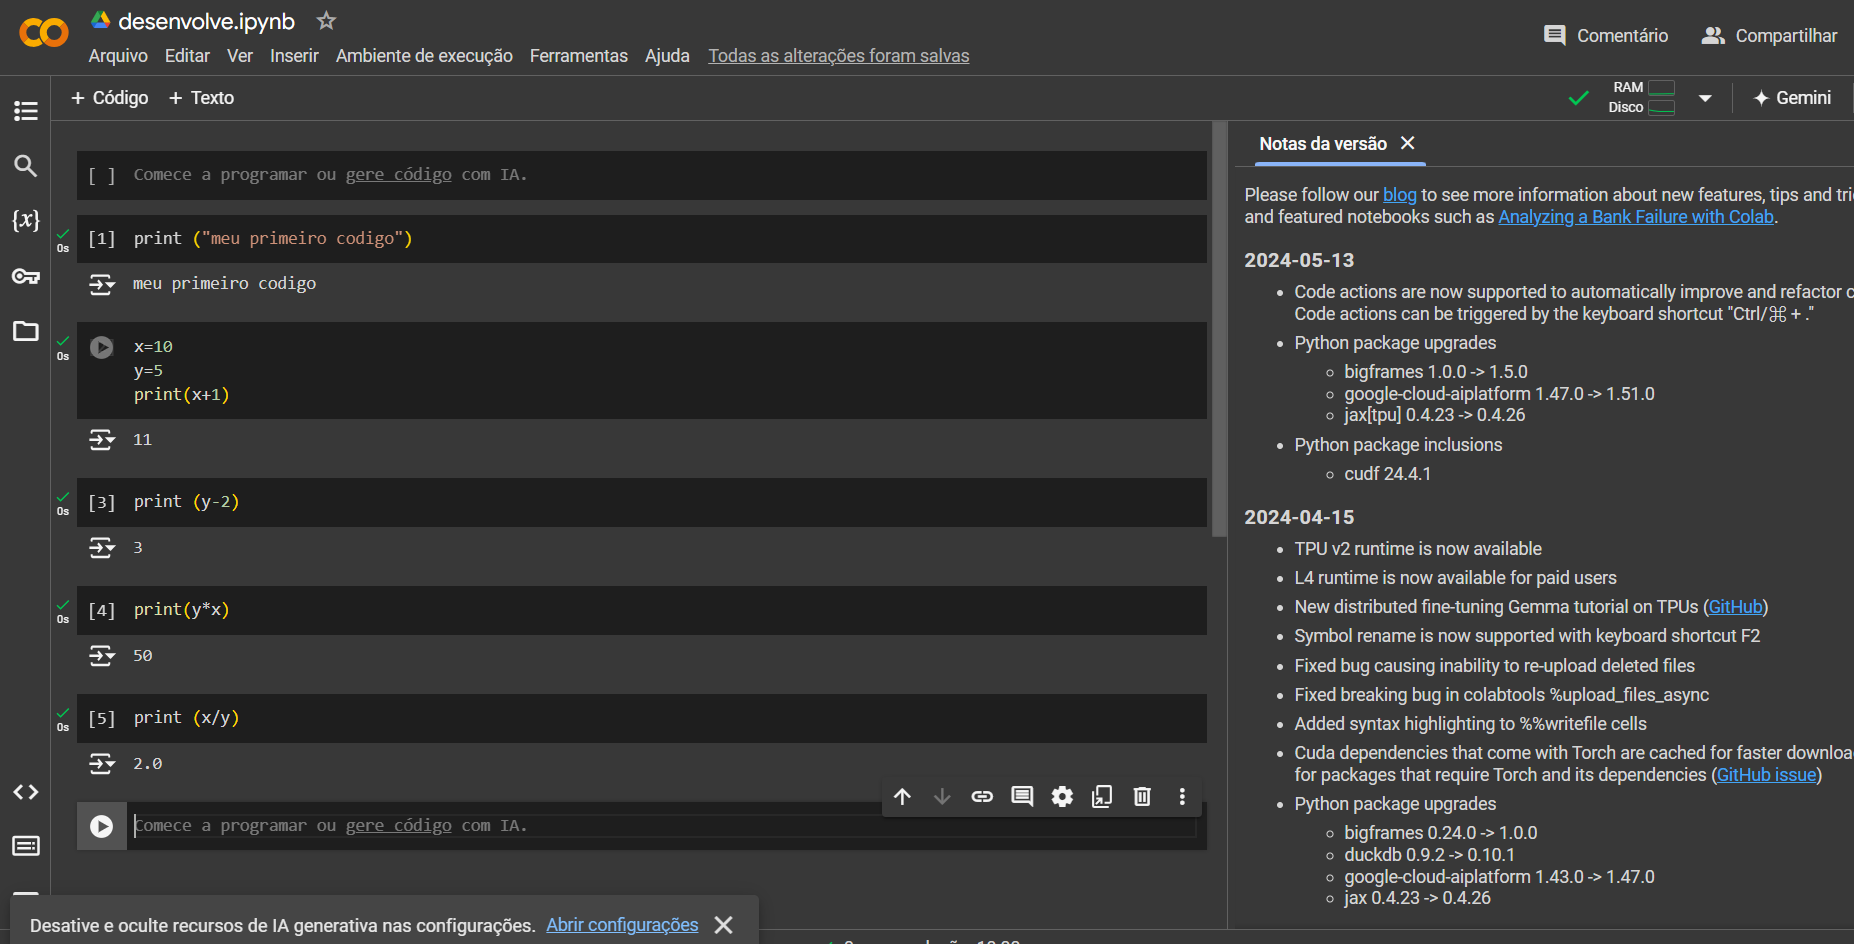 desenvolve.ipynb
Arquivo Editar Ver Inserir Ambiente de execução Ferramentas Ajuda Todas as alterações foram salvas
Comentário Compartilhar
+ Código + Texto
RAM
Disco
Gemini
[ ] Comece a programar ou gere código com IA.
0s
[1] print ("meu primeiro codigo")
meu primeiro codigo
0s
x=10
y=5
print(x+1)
11
0s
[3] print (y-2)
3
0s
[4] print(y*x)
50
0s
[5] print (x/y)
2.0
Comece a programar ou gere código com IA.
Desative e oculte recursos de IA generativa nas configurações. Abrir configurações
Notas da versão
Please follow our blog to see more information about new features, tips and tri
and featured notebooks such as Analyzing a Bank Failure with Colab.
2024-05-13
• Code actions are now supported to automatically improve and refactor c
Code actions can be triggered by the keyboard shortcut "Ctrl/⌘ + ."
• Python package upgrades
◦ bigframes 1.0.0 -> 1.5.0
◦ google-cloud-aiplatform 1.47.0 -> 1.51.0
◦ jax[tpu] 0.4.23 -> 0.4.26
• Python package inclusions
◦ cudf 24.4.1
2024-04-15
• TPU v2 runtime is now available
• L4 runtime is now available for paid users
• New distributed fine-tuning Gemma tutorial on TPUs (GitHub)
• Symbol rename is now supported with keyboard shortcut F2
• Fixed bug causing inability to re-upload deleted files
• Fixed breaking bug in colabtools %upload_files_async
• Added syntax highlighting to %%writefile cells
• Cuda dependencies that come with Torch are cached for faster downloa
for packages that require Torch and its dependencies (GitHub issue)
• Python package upgrades
◦ bigframes 0.24.0 -> 1.0.0
◦ duckdb 0.9.2 -> 0.10.1
◦ google-cloud-aiplatform 1.43.0 -> 1.47.0
◦ jax 0.4.23 -> 0.4.26